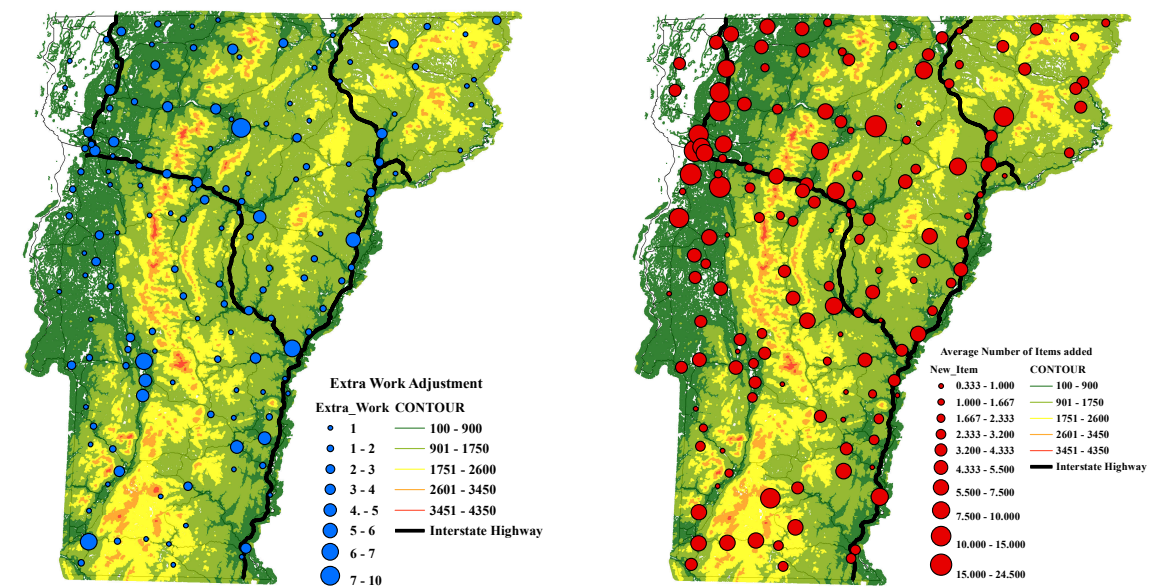 Extra Work Adjustment
Extra_Work CONTOUR
1 100 - 900
1 - 2 901 - 1750
2 - 3 1751 - 2600
3 - 4 2601 - 3450
4. - 5 3451 - 4350
5 - 6 Interstate Highway
6 - 7
7 - 10
Average Number of Items added
New_Item CONTOUR
0.333 - 1.000 100 - 900
1.000 - 1.667 901 - 1750
1.667 - 2.333 1751 - 2600
2.333 - 3.200 2601 - 3450
3.200 - 4.333 3451 - 4350
4.333 - 5.500 Interstate Highway
5.500 - 7.500
7.500 - 10.000
10.000 - 15.000
15.000 - 24.500